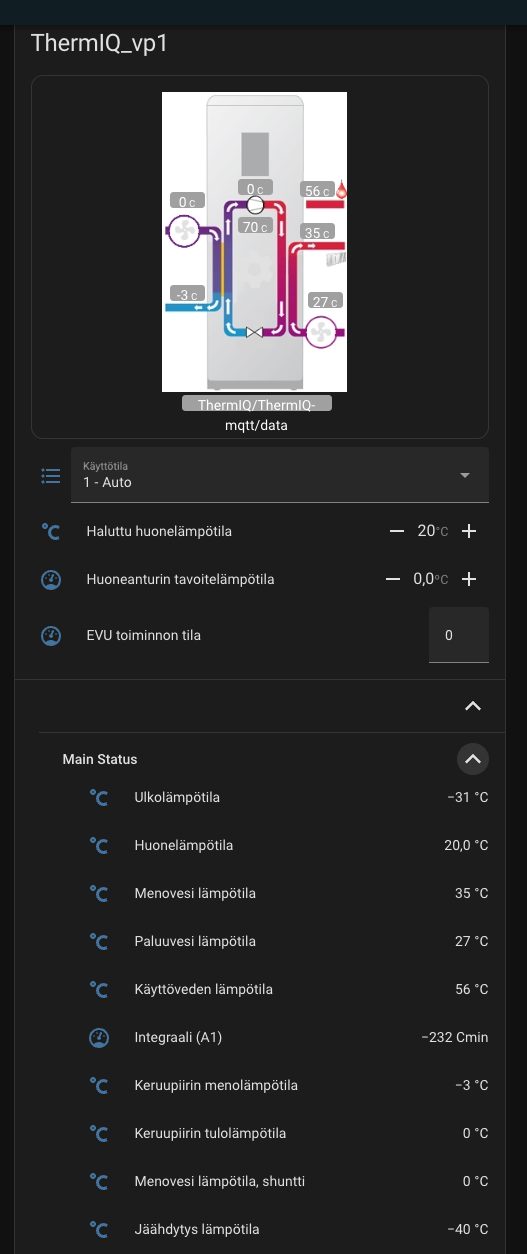 ThermIQ_vp1
0 c
56 c
0 c
70 c
35 c
-3 c
27 c
ThermIQ/ThermIQ-
mqtt/data
Käyttötila
1 - Auto
°C Haluttu huonelämpötila 20°C
Huoneanturin tavoitelämpötila 0,0°C
EVU toiminnon tila 0
Main Status
°C Ulkolämpötila −31 °C
°C Huonelämpötila 20,0 °C
°C Menovesi lämpötila 35 °C
°C Paluuvesi lämpötila 27 °C
°C Käyttöveden lämpötila 56 °C
Integraali (A1) −232 Cmin
°C Keruupiirin menolämpötila −3 °C
°C Keruupiirin tulolämpötila 0 °C
°C Menovesi lämpötila, shuntti 0 °C
°C Jäähdytys lämpötila −40 °C